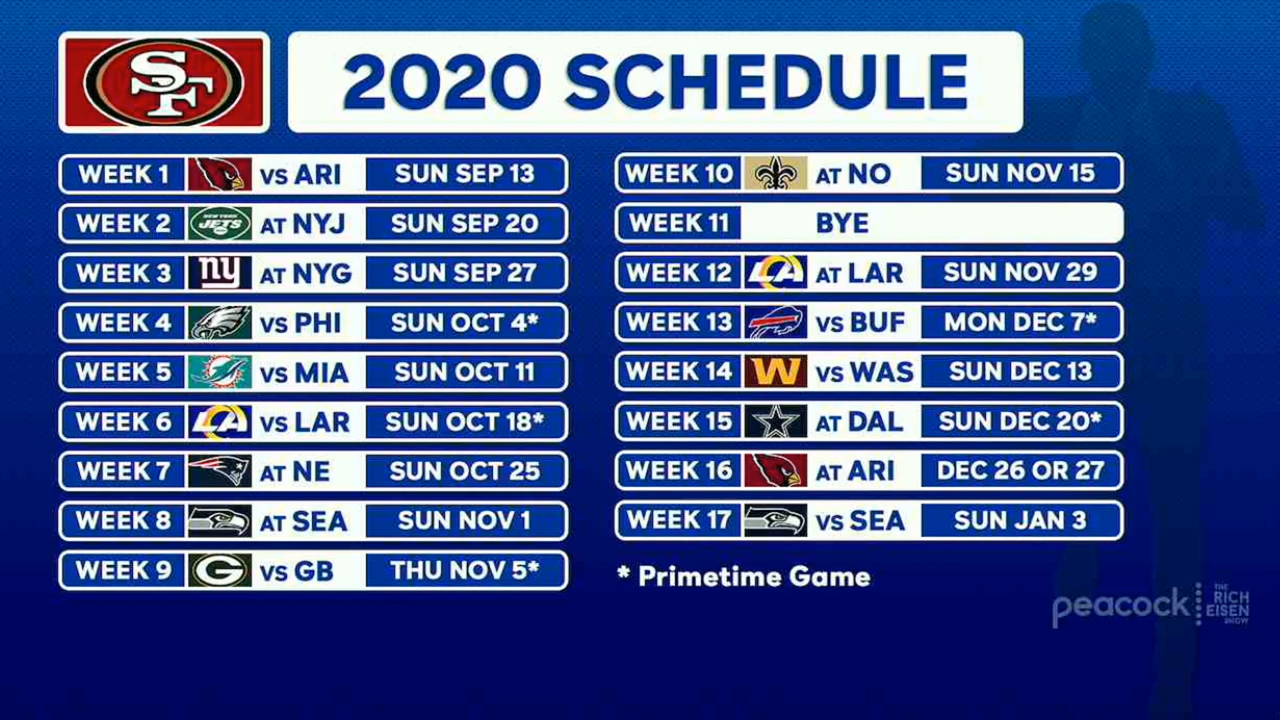 SF
2020 SCHEDULE
WEEK 1 VS ARI SUN SEP 13
WEEK 2 NEW YORK JETS AT NYJ SUN SEP 20
WEEK 3 ny AT NYG SUN SEP 27
WEEK 4 VS PHI SUN OCT 4*
WEEK 5 VS MIA SUN OCT 11
WEEK 6 LA VS LAR SUN OCT 18*
WEEK 7 AT NE SUN OCT 25
WEEK 8 AT SEA SUN NOV 1
WEEK 9 G VS GB THU NOV 5*
WEEK 10 AT NO SUN NOV 15
WEEK 11 BYE
WEEK 12 LA AT LAR SUN NOV 29
WEEK 13 VS BUF MON DEC 7*
WEEK 14 W VS WAS SUN DEC 13
WEEK 15 AT DAL SUN DEC 20*
WEEK 16 AT ARI DEC 26 OR 27
WEEK 17 VS SEA SUN JAN 3
* Primetime Game
peacock THE RICH EISEN SHOW